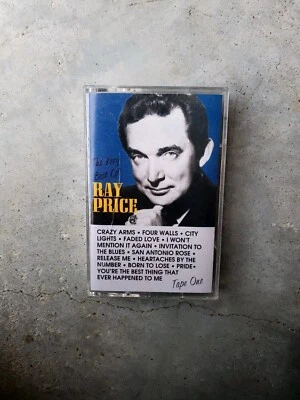 The Very
Best Of
RAY
PRICE
CRAZY ARMS • FOUR WALLS • CITY
LIGHTS • FADED LOVE • I WON'T
MENTION IT AGAIN • INVITATION TO
THE BLUES • SAN ANTONIO ROSE •
RELEASE ME • HEARTACHES BY THE
NUMBER • BORN TO LOSE • PRIDE•
YOU'RE THE BEST THING THAT
EVER HAPPENED TO ME
Tape One